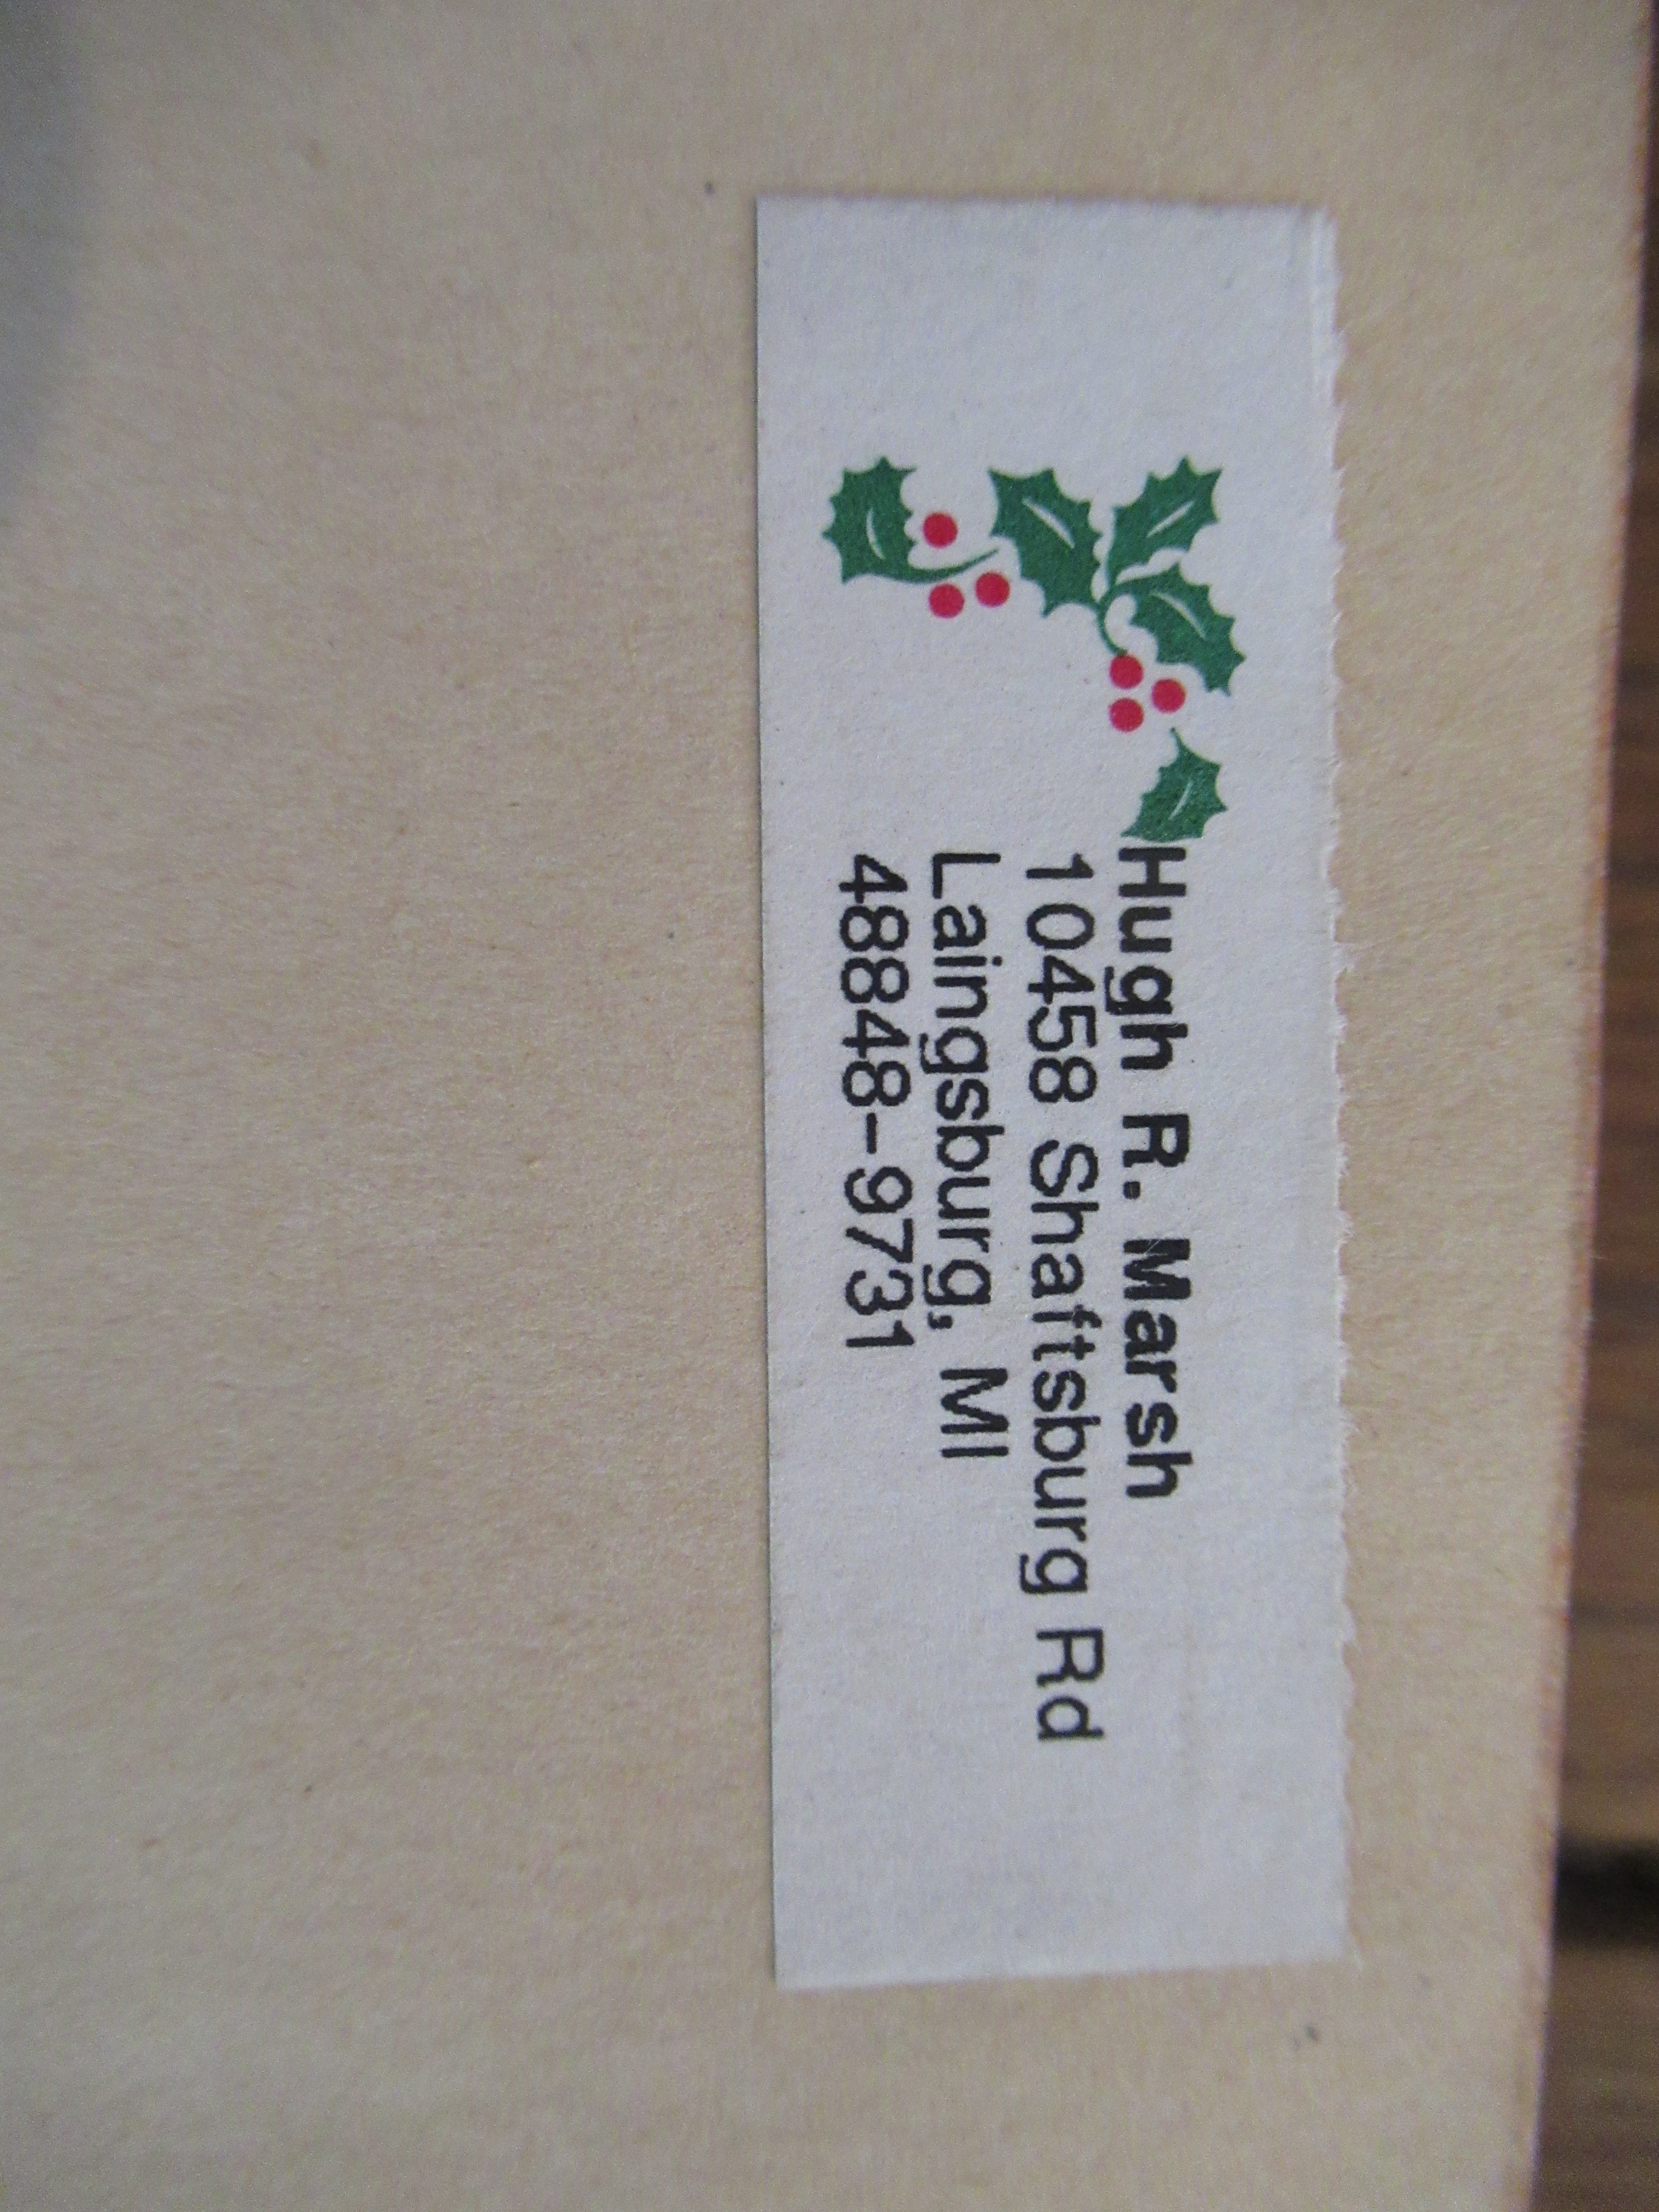 Hugh R. Marsh
10458 Shaftsburg Rd
Laingsburg, MI
48848-9731